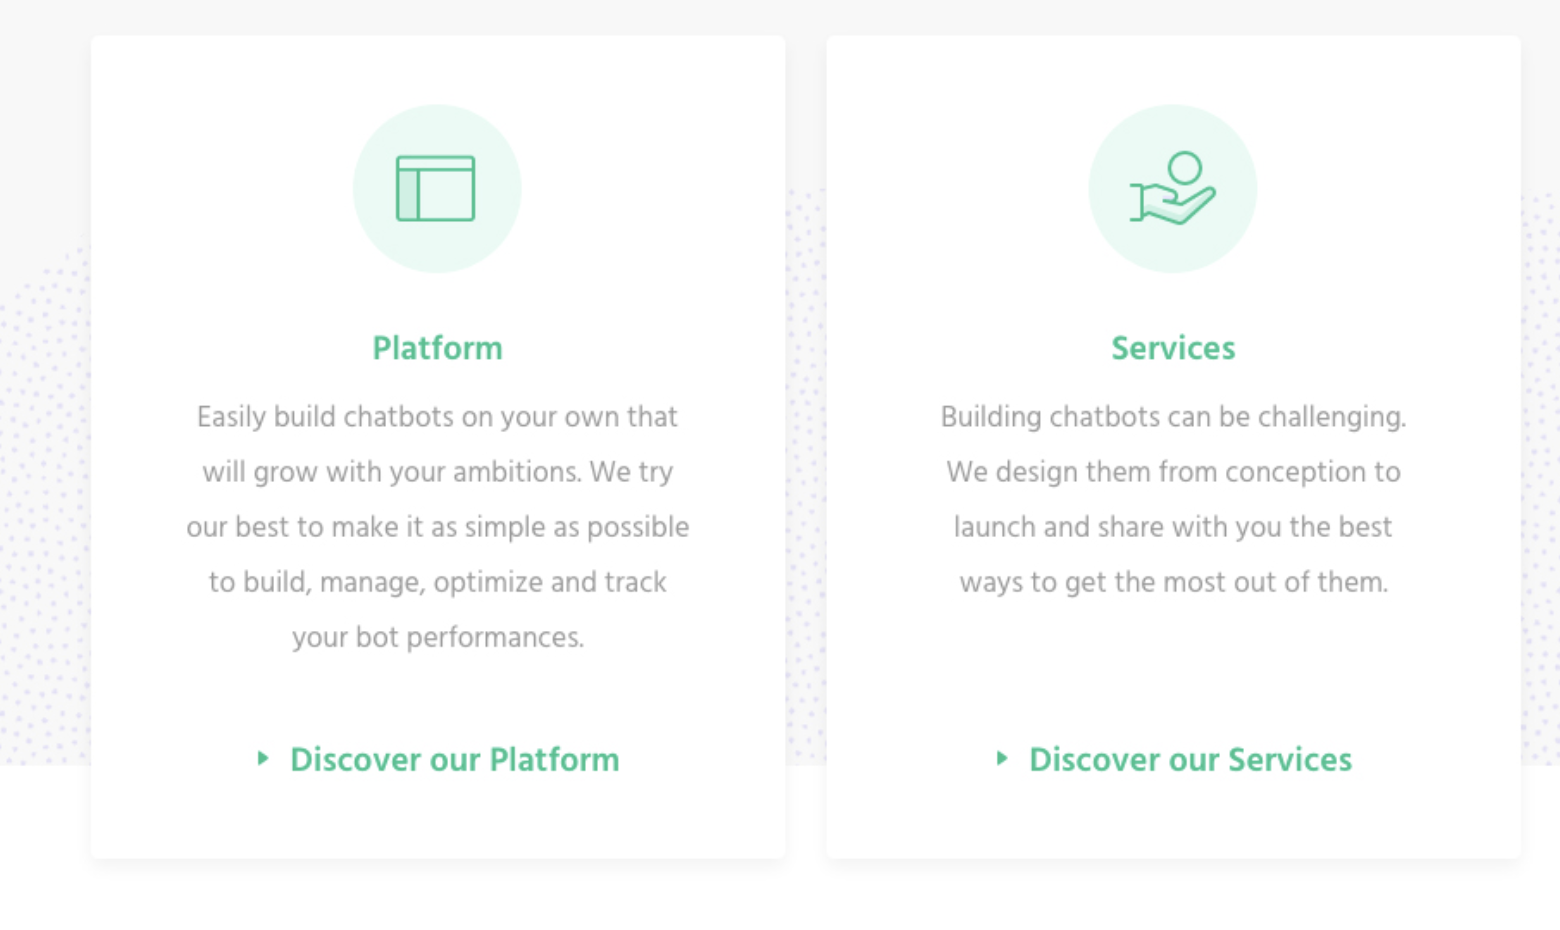 Platform
Easily build chatbots on your own that
will grow with your ambitions. We try
our best to make it as simple as possible
to build, manage, optimize and track
your bot performances.
Discover our Platform
Services
Building chatbots can be challenging.
We design them from conception to
launch and share with you the best
ways to get the most out of them.
Discover our Services